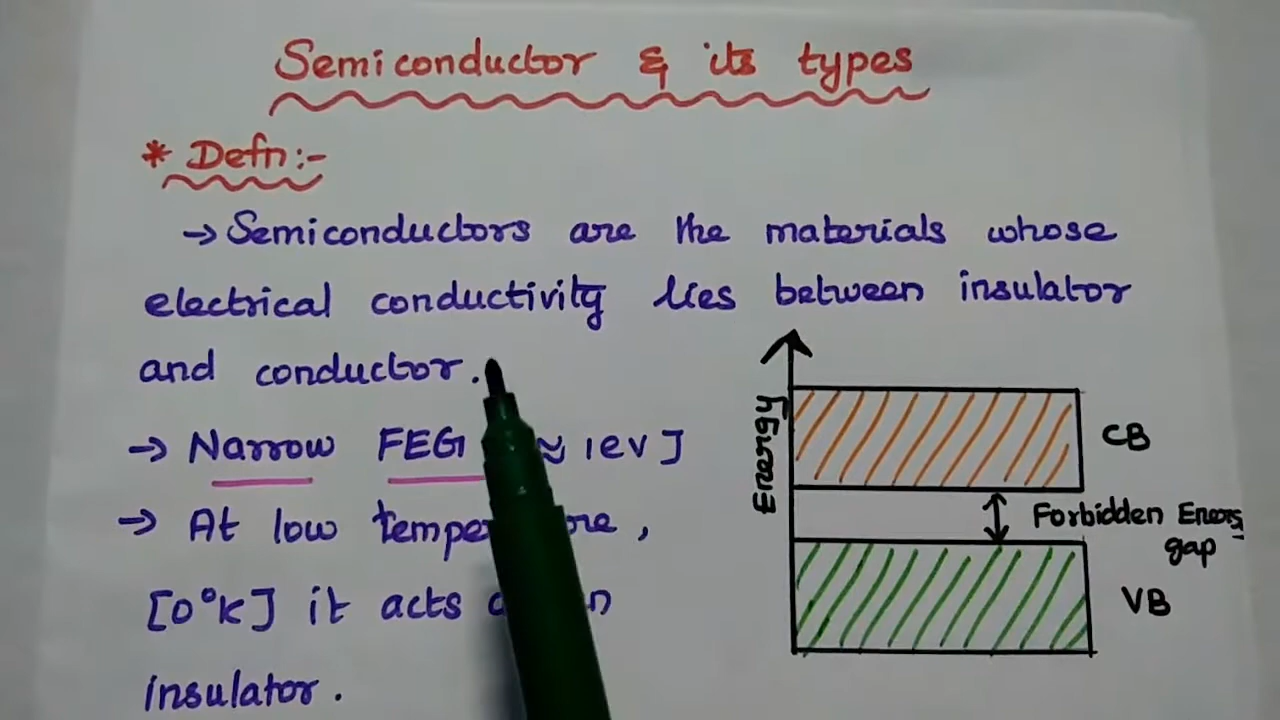 Semiconductor & its types
* Defn:-
→ Semiconductors are the materials whose
electrical conductivity lies between insulator
and conductor.
→ Narrow FEG ≈ 1ev]
→ At low
[0°K] it acts
insulator.
Energy
CB
Forbidden Energy
gap
VB